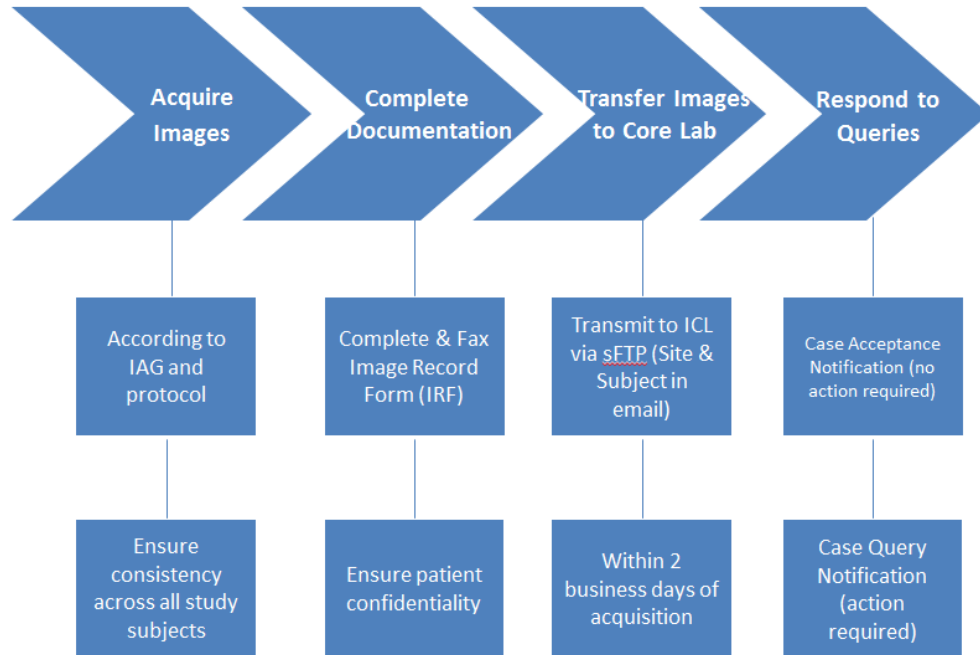 Acquire
Images
Complete
Documentation
Transfer Images
to Core Lab
Respond to
Queries
According to
IAG and
protocol
Complete & Fax
Image Record
Form (IRF)
Transmit to ICL
via sFTP (Site &
Subject in
email)
Case Acceptance
Notification (no
action required)
Ensure
consistency
across all study
subjects
Ensure patient
confidentiality
Within 2
business days of
acquisition
Case Query
Notification
(action
required)